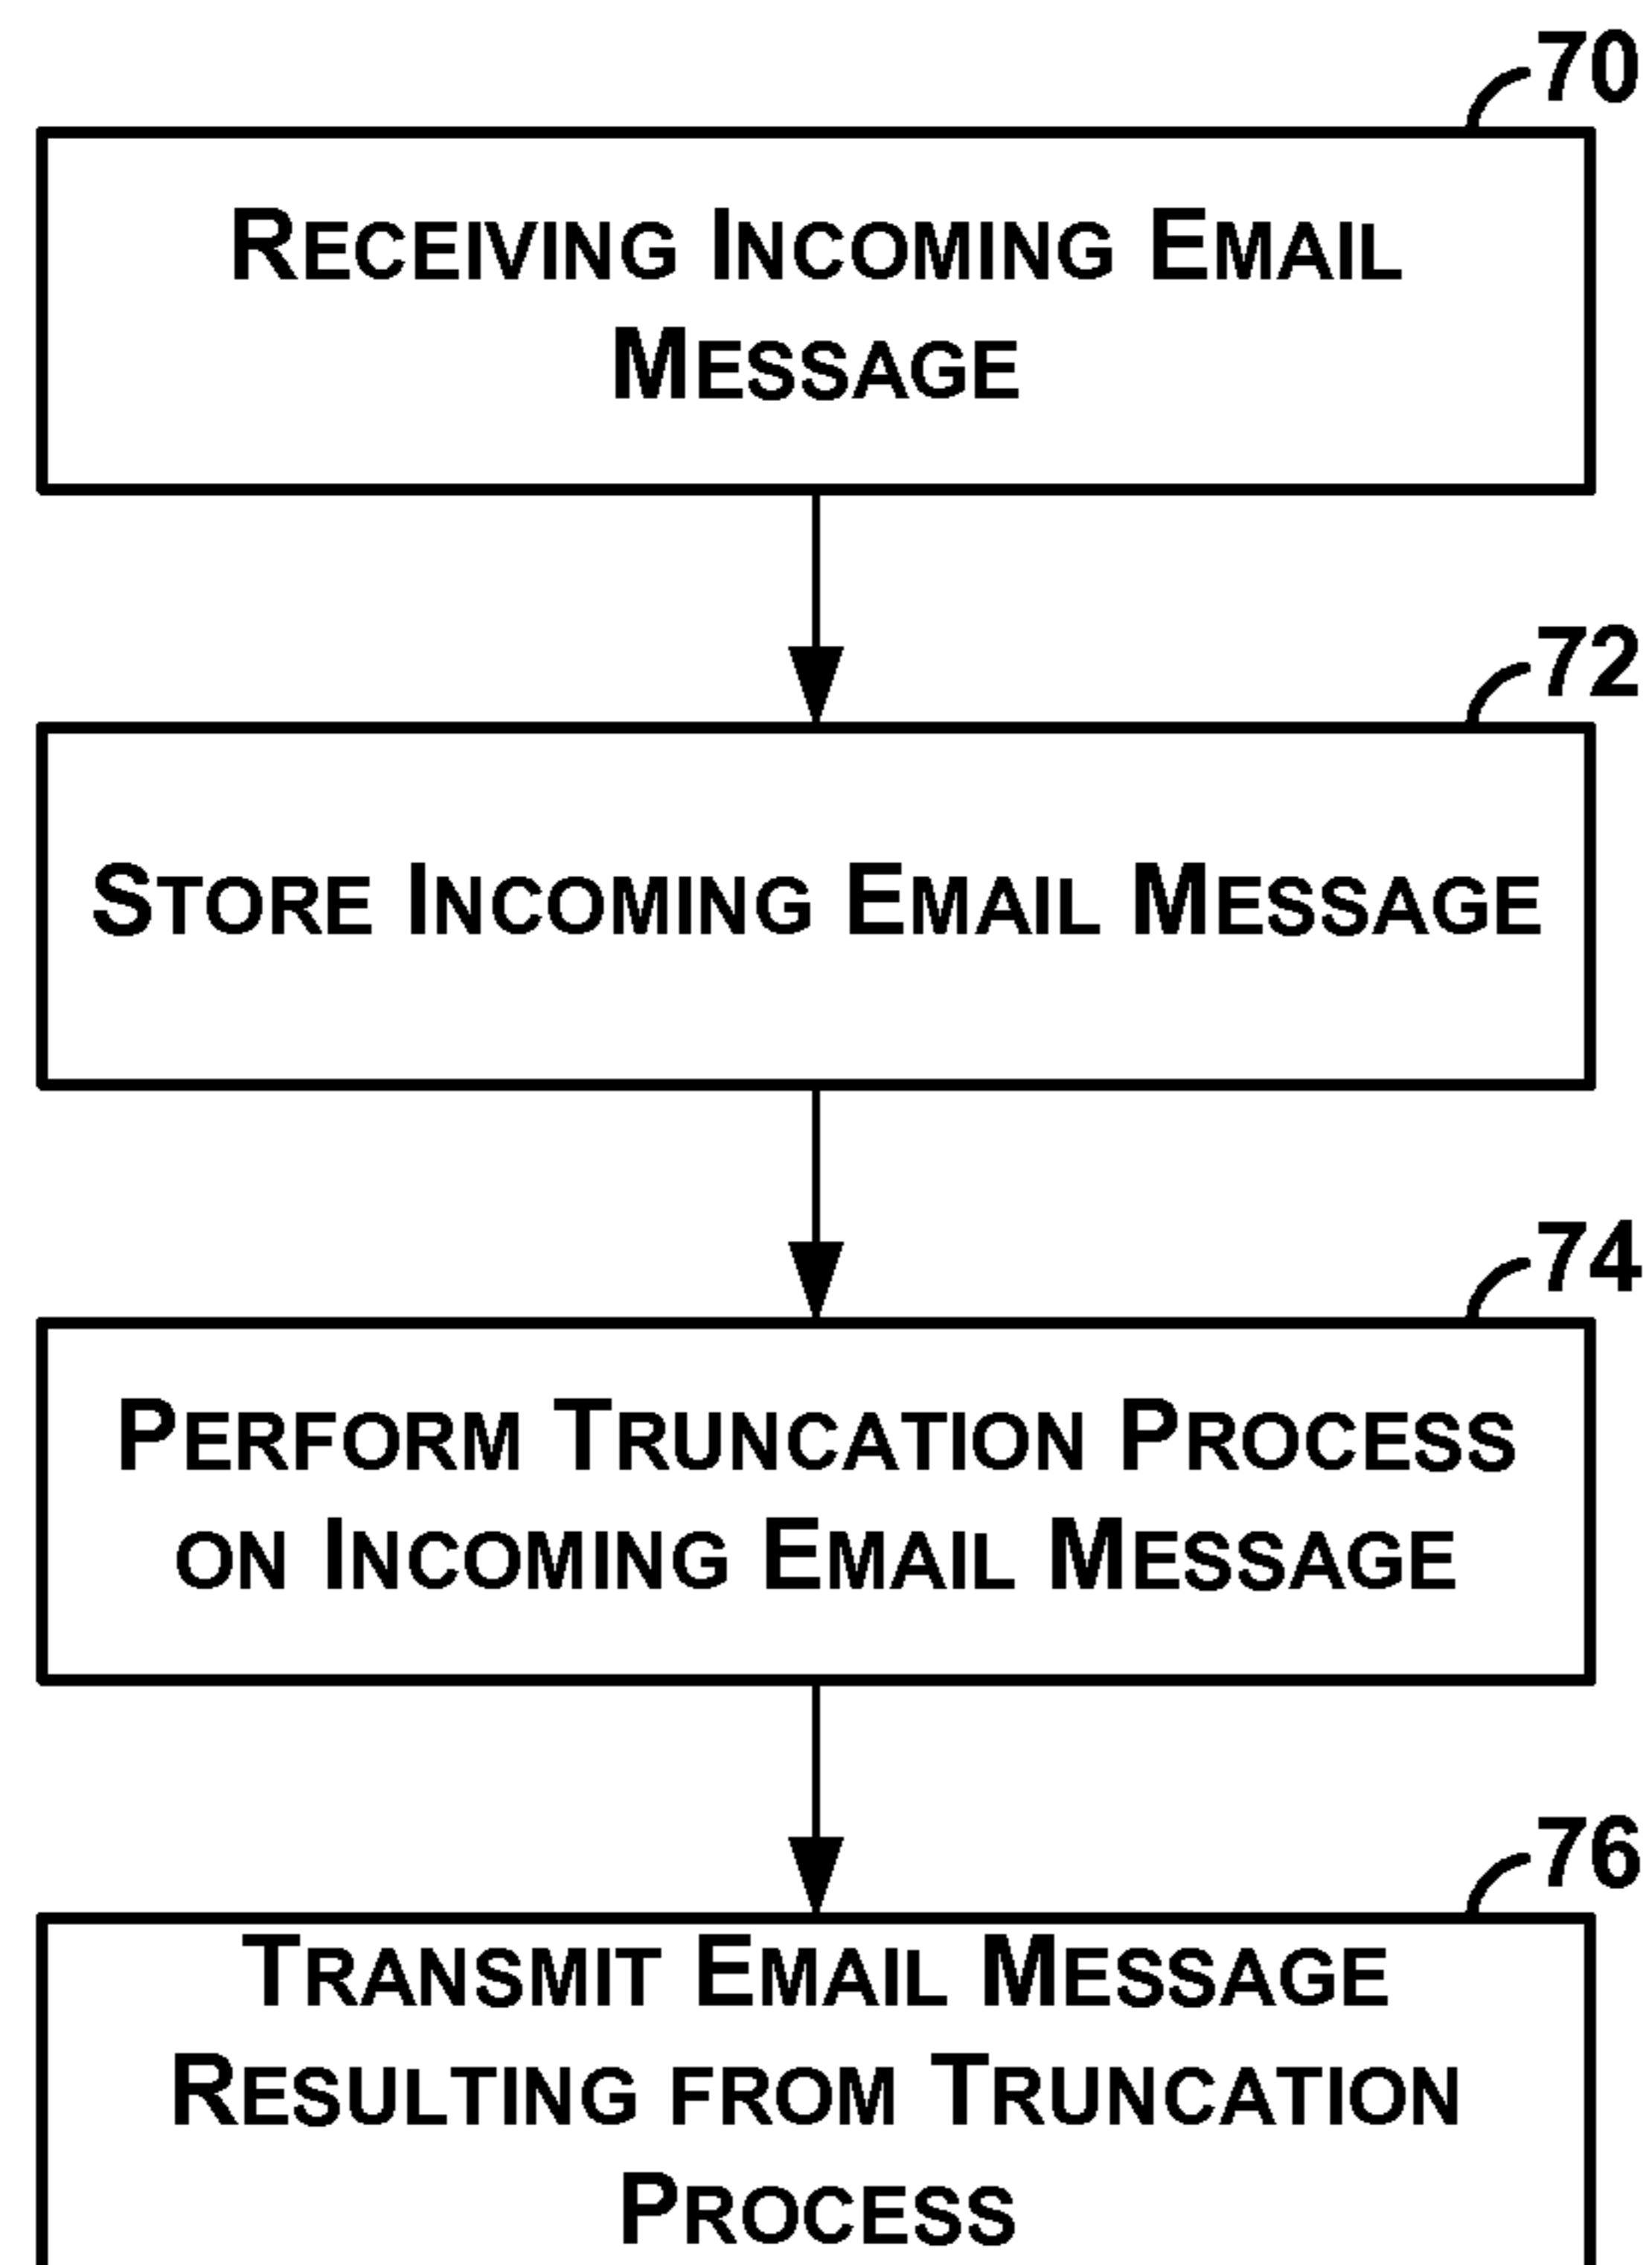 70
RECEIVING INCOMING EMAIL
MESSAGE
72
STORE INCOMING EMAIL MESSAGE
74
PERFORM TRUNCATION PROCESS
ON INCOMING EMAIL MESSAGE
76
TRANSMIT EMAIL MESSAGE
RESULTING FROM TRUNCATION
PROCESS